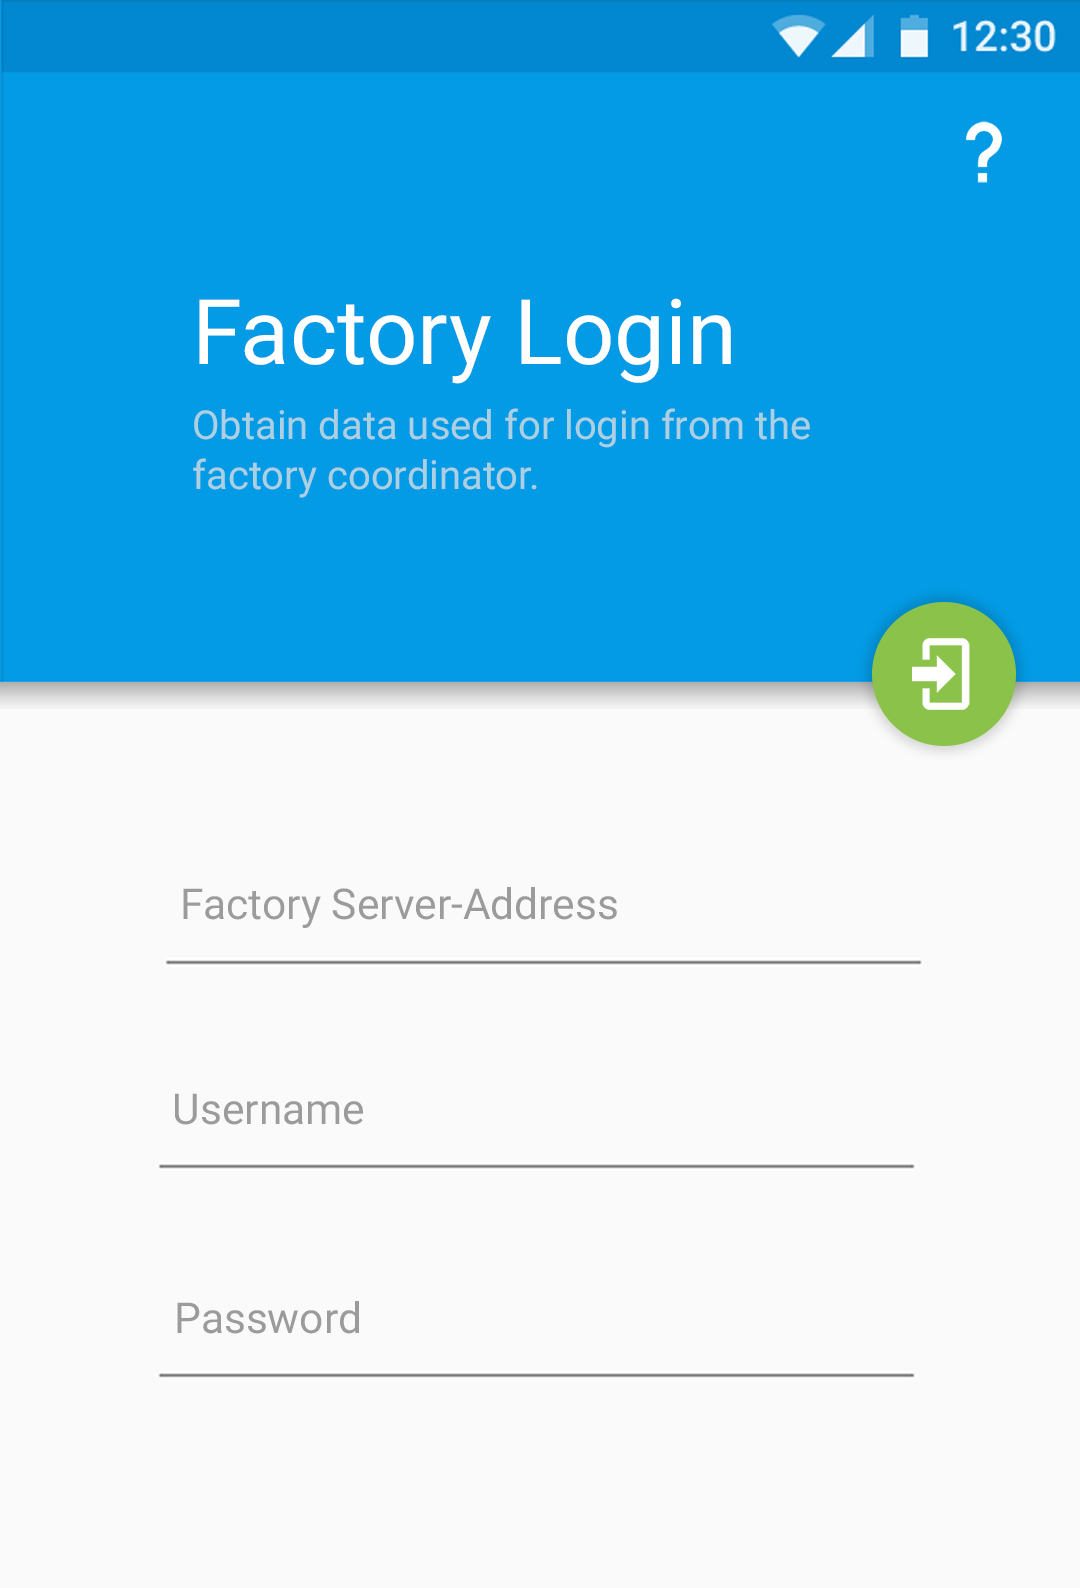 12:30
?
Factory Login
Obtain data used for login from the
factory coordinator.
Factory Server-Address
Username
Password